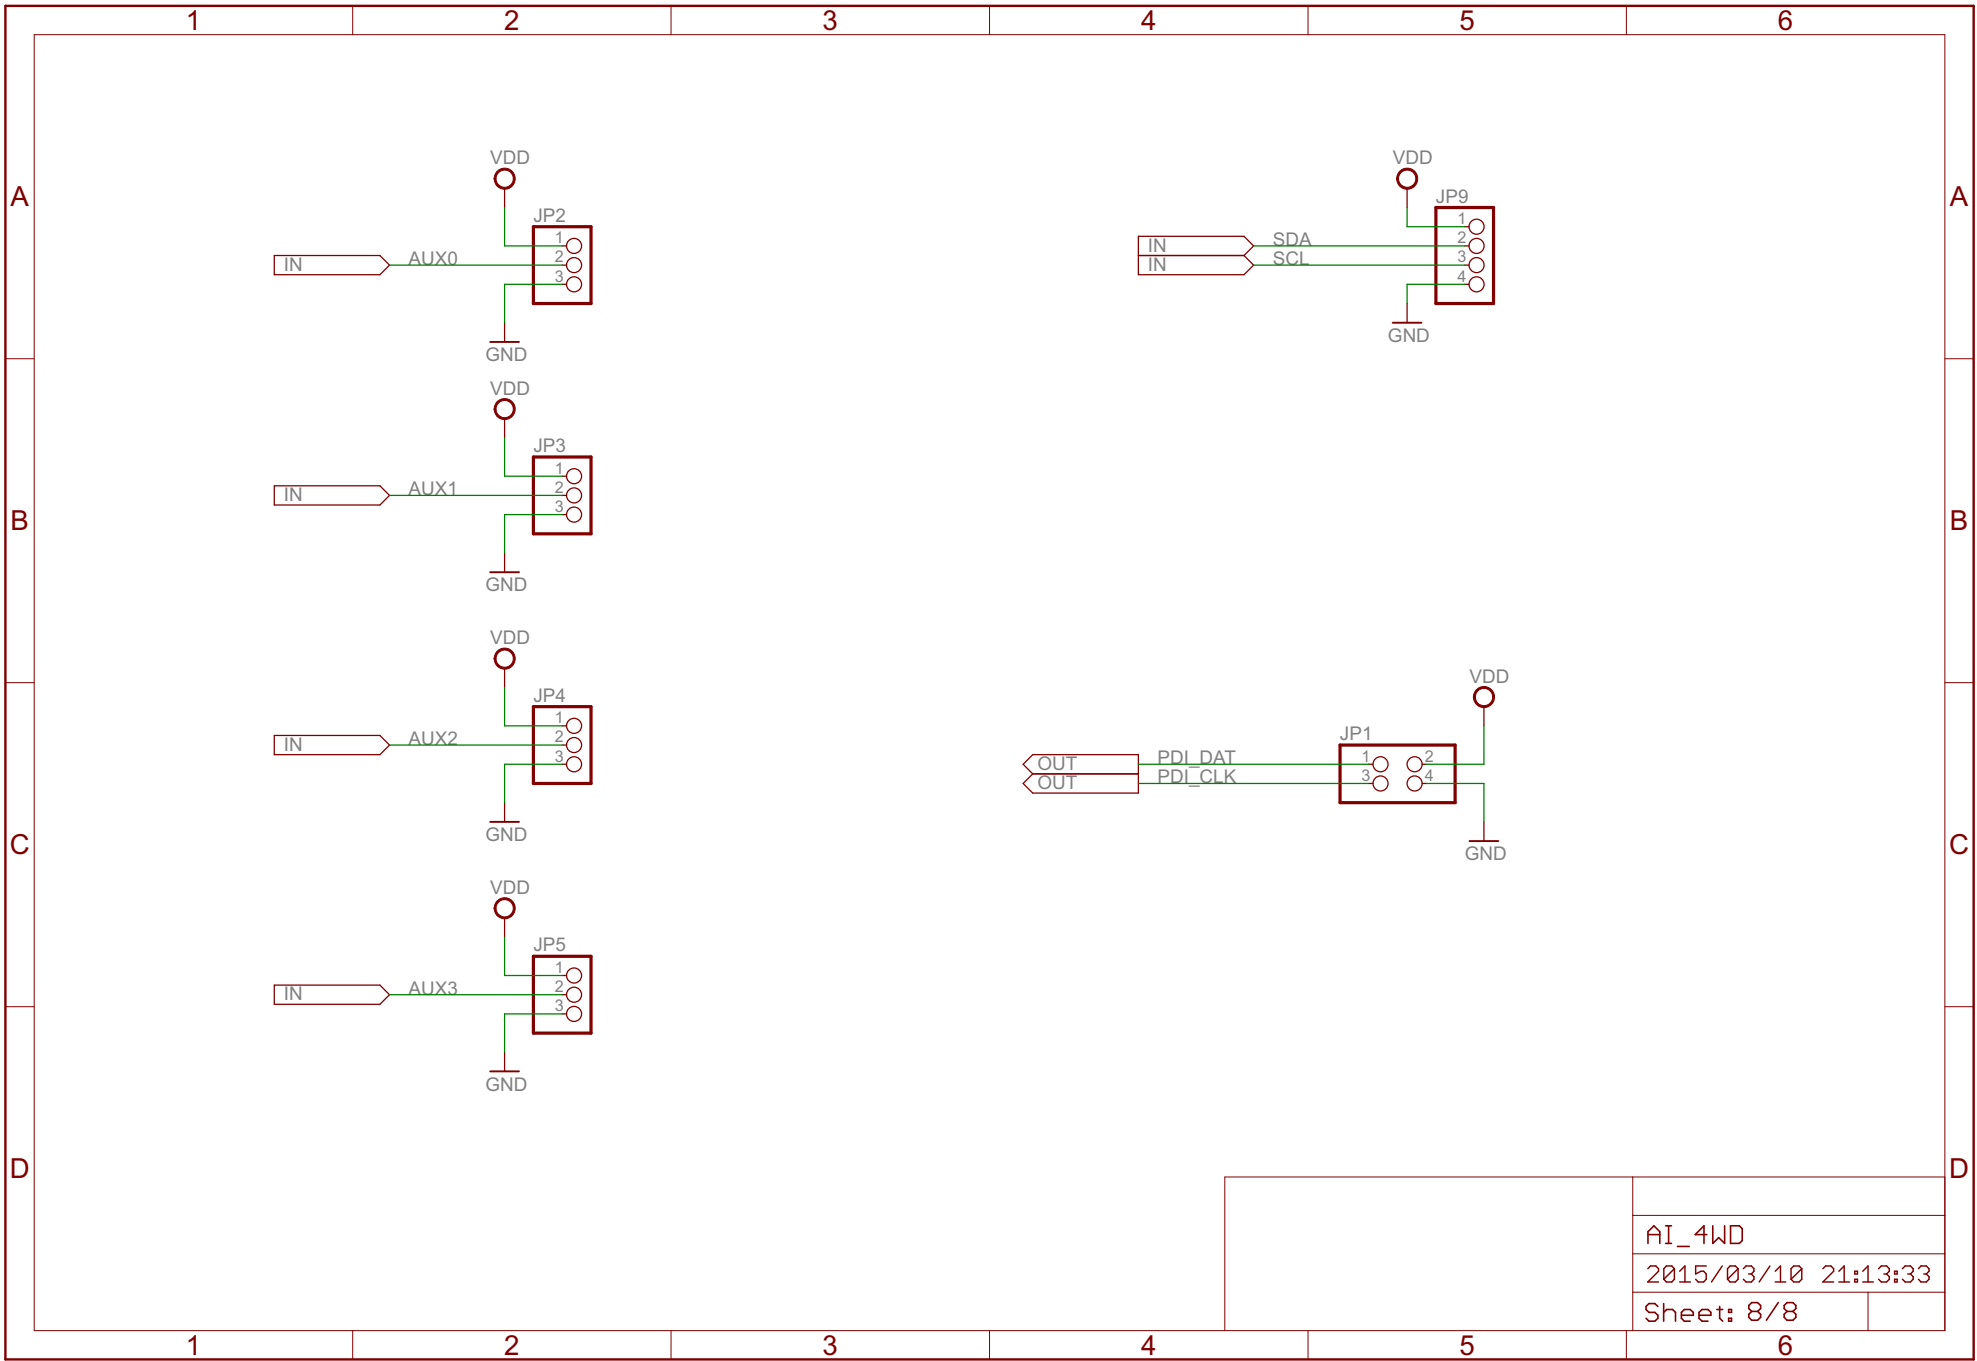 1 2 3 4 5 6
A A
VDD
JP2
1
IN AUX0 2
3
GND
VDD
JP9
1
IN SDA 2
IN SCL 3
4
GND
VDD
JP3
1
IN AUX1 2
3
GND
B B
VDD
JP4
1
IN AUX2 2
3
GND
VDD
JP1
OUT PDI_DAT 1 2
OUT PDI_CLK 3 4
GND
C C
VDD
JP5
1
IN AUX3 2
3
GND
D D
AI_4WD
2015/03/10 21:13:33
Sheet: 8/8
1 2 3 4 5 6